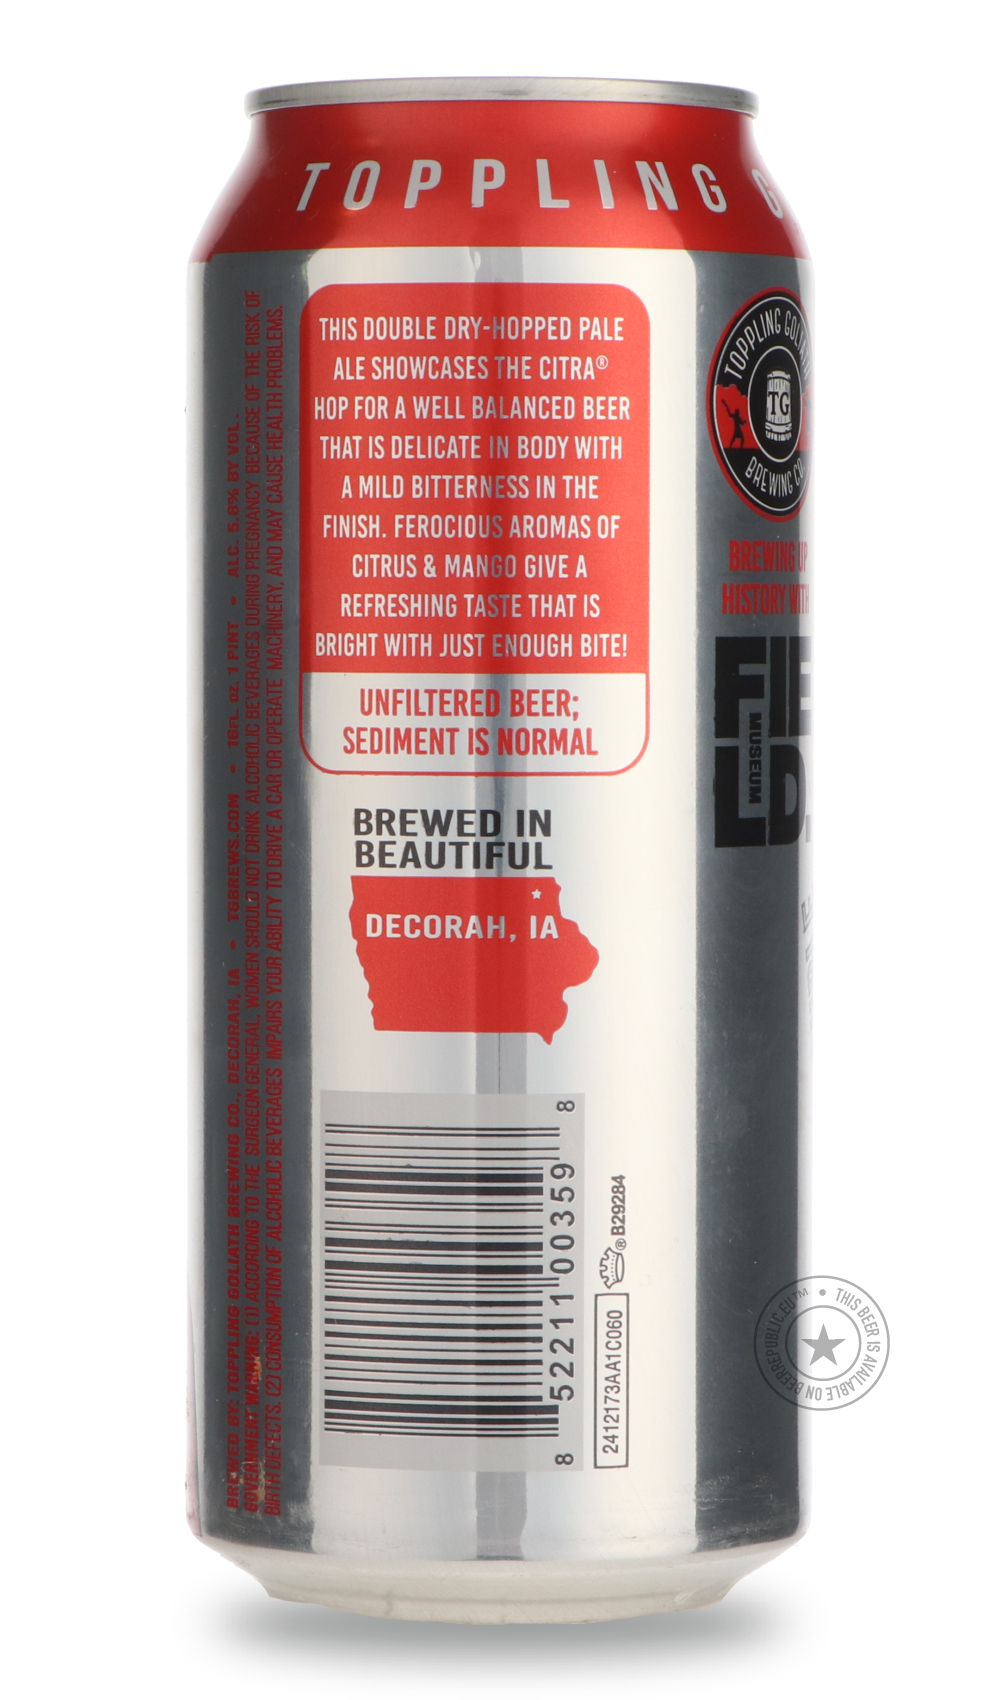 TOPPLING G
THIS DOUBLE DRY-HOPPED PALE
ALE SHOWCASES THE CITRA®
HOP FOR A WELL BALANCED BEER
THAT IS DELICATE IN BODY WITH
A MILD BITTERNESS IN THE
FINISH. FEROCIOUS AROMAS OF
CITRUS & MANGO GIVE A
REFRESHING TASTE THAT IS
BRIGHT WITH JUST ENOUGH BITE!
UNFILTERED BEER;
SEDIMENT IS NORMAL
BREWED IN
BEAUTIFUL
DECORAH, IA
8 52211 00359 8
2412173AA1C060
® B29284
BREWED BY: TOPPLING GOLIATH BREWING CO., DECORAH, IA • TGBREWS.COM • 16FL. OZ. 1 PINT • ALC. 5.8% BY VOL.
GOVERNMENT WARNING: (1) ACCORDING TO THE SURGEON GENERAL, WOMEN SHOULD NOT DRINK ALCOHOLIC BEVERAGES DURING PREGNANCY BECAUSE OF THE RISK OF
BIRTH DEFECTS. (2) CONSUMPTION OF ALCOHOLIC BEVERAGES IMPAIRS YOUR ABILITY TO DRIVE A CAR OR OPERATE MACHINERY, AND MAY CAUSE HEALTH PROBLEMS.
TOPPLING GOLIATH
TG
BREWING CO.
BREWING UP
HISTORY WITH
FIE
LD
MUSEUM
THIS BEER IS AVAILABLE ON BEERREPUBLIC.EU™